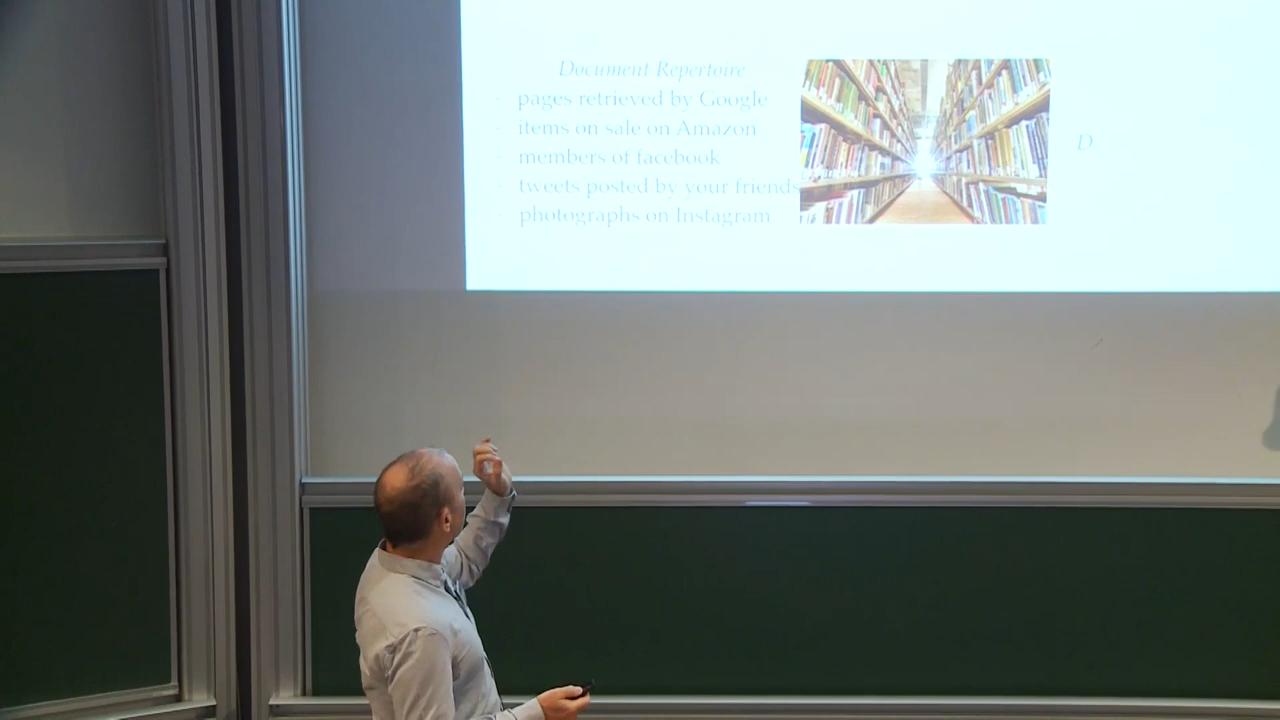 Document Repertoire
- pages retrieved by Google
- items on sale on Amazon
- members of facebook
- tweets posted by your friends
- photographs on Instagram
D